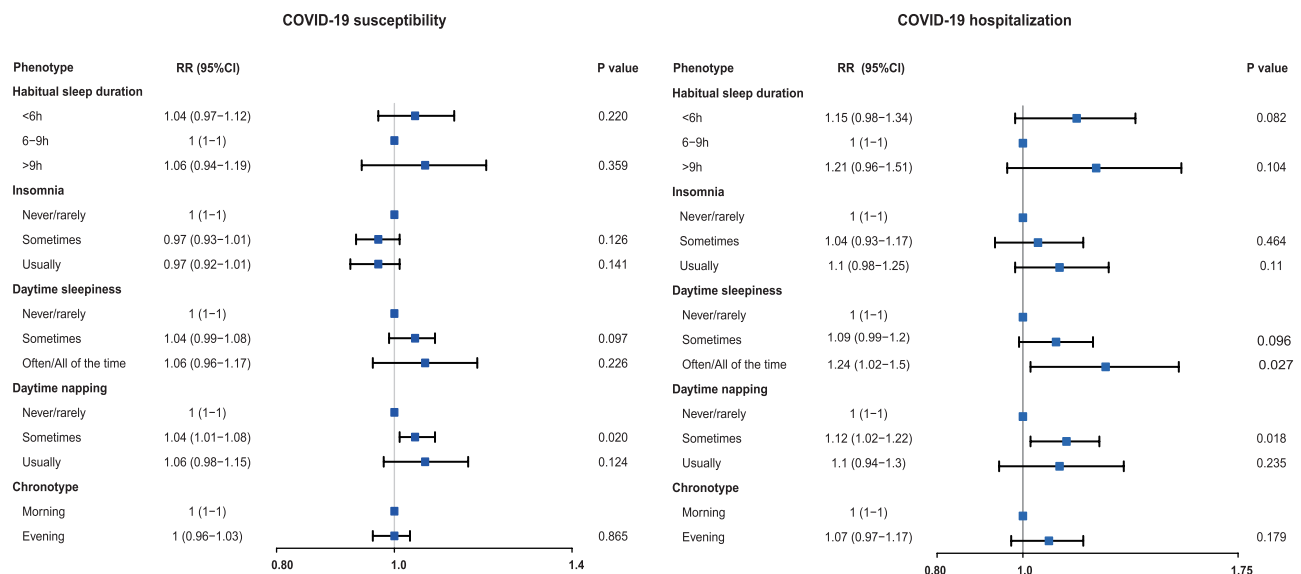 COVID-19 susceptibility
Phenotype RR (95%CI) P value
Habitual sleep duration
<6h 1.04 (0.97−1.12) 0.220
6−9h 1 (1−1)
>9h 1.06 (0.94−1.19) 0.359
Insomnia
Never/rarely 1 (1−1)
Sometimes 0.97 (0.93−1.01) 0.126
Usually 0.97 (0.92−1.01) 0.141
Daytime sleepiness
Never/rarely 1 (1−1)
Sometimes 1.04 (0.99−1.08) 0.097
Often/All of the time 1.06 (0.96−1.17) 0.226
Daytime napping
Never/rarely 1 (1−1)
Sometimes 1.04 (1.01−1.08) 0.020
Usually 1.06 (0.98−1.15) 0.124
Chronotype
Morning 1 (1−1)
Evening 1 (0.96−1.03) 0.865
0.80 1.0 1.4
COVID-19 hospitalization
Phenotype RR (95%CI) P value
Habitual sleep duration
<6h 1.15 (0.98−1.34) 0.082
6−9h 1 (1−1)
>9h 1.21 (0.96−1.51) 0.104
Insomnia
Never/rarely 1 (1−1)
Sometimes 1.04 (0.93−1.17) 0.464
Usually 1.1 (0.98−1.25) 0.11
Daytime sleepiness
Never/rarely 1 (1−1)
Sometimes 1.09 (0.99−1.2) 0.096
Often/All of the time 1.24 (1.02−1.5) 0.027
Daytime napping
Never/rarely 1 (1−1)
Sometimes 1.12 (1.02−1.22) 0.018
Usually 1.1 (0.94−1.3) 0.235
Chronotype
Morning 1 (1−1)
Evening 1.07 (0.97−1.17) 0.179
0.80 1.0 1.75